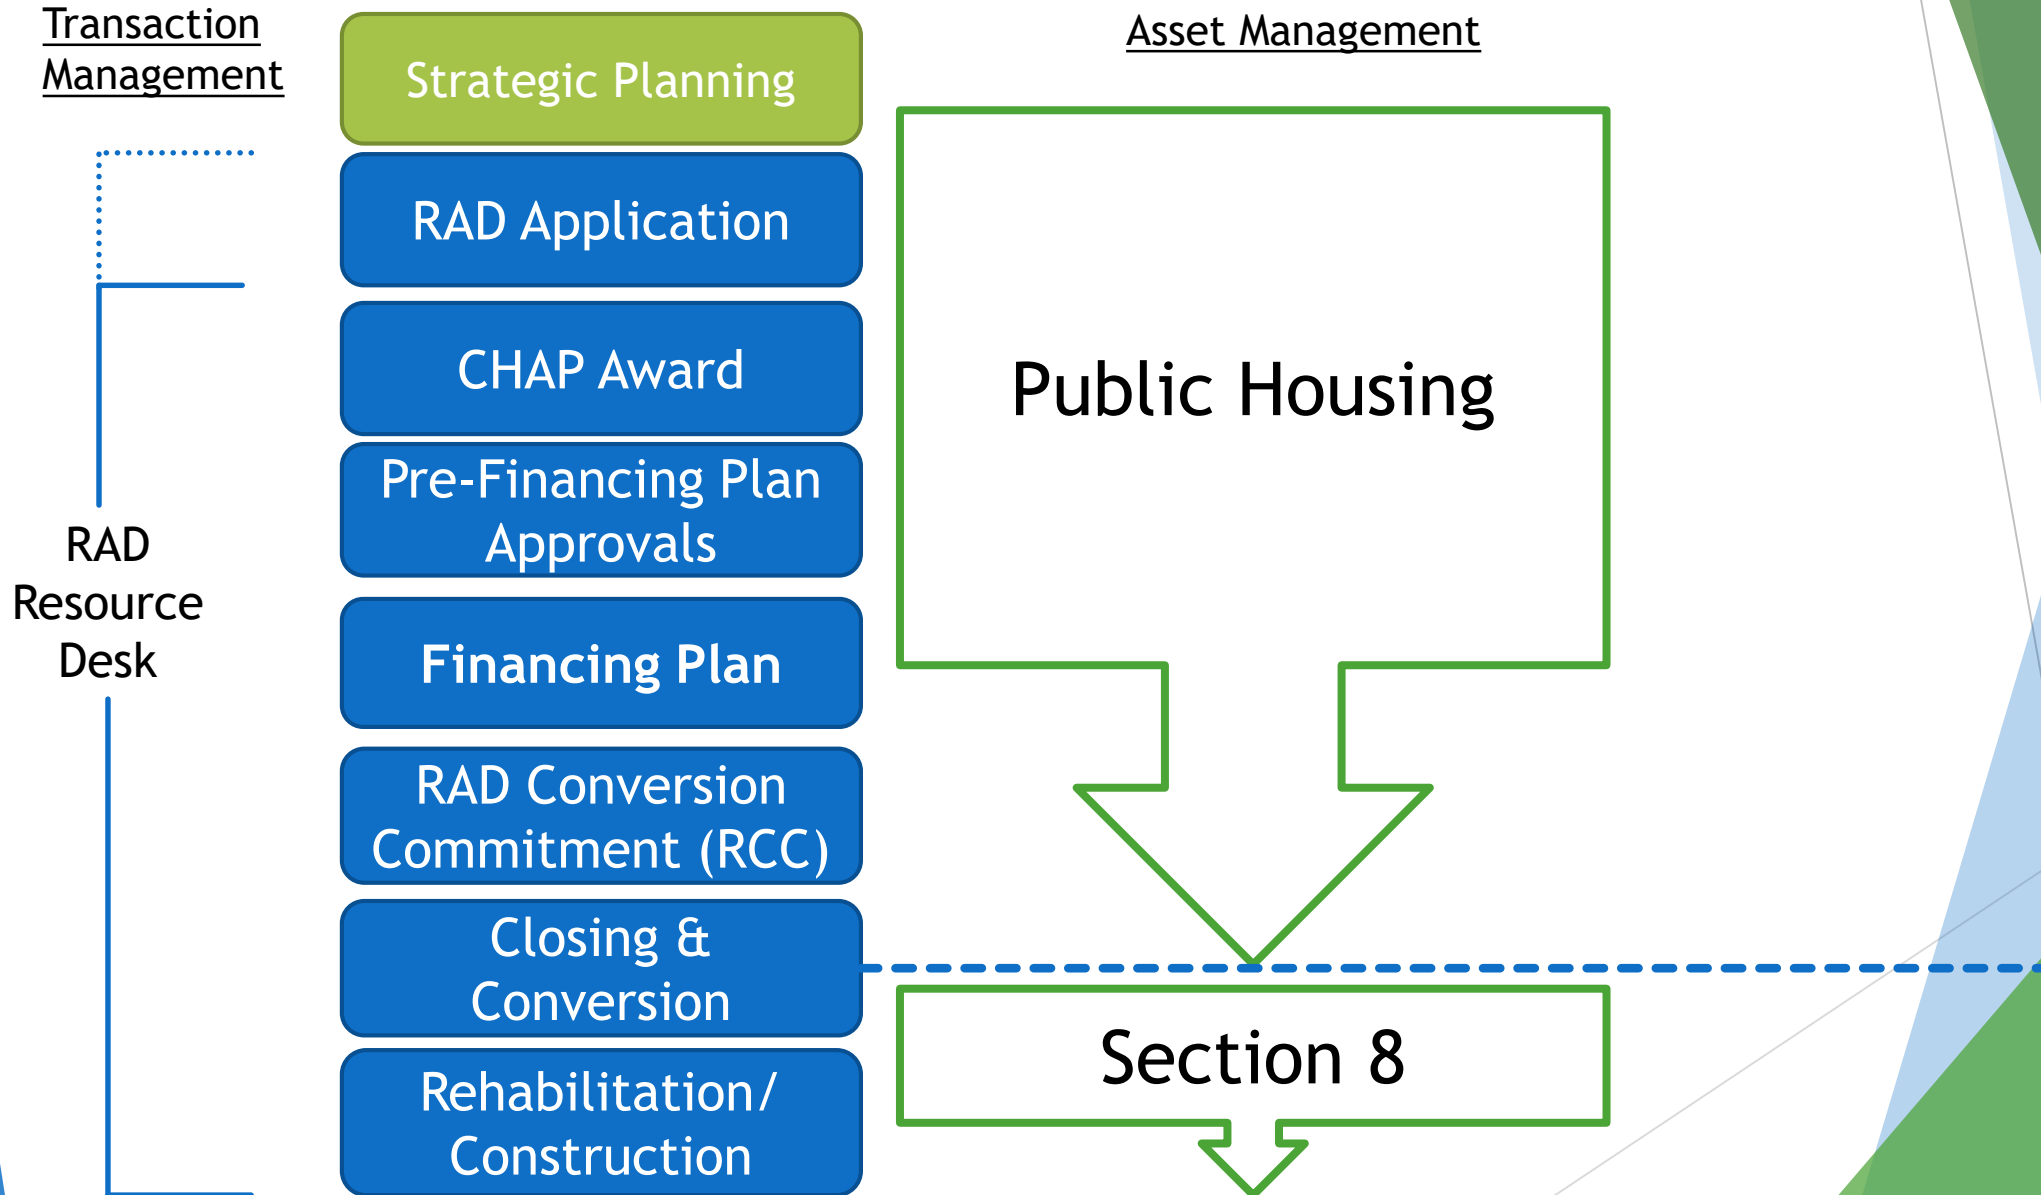 Transaction
Management
Strategic Planning
RAD Application
CHAP Award
Pre-Financing Plan
Approvals
Financing Plan
RAD Conversion
Commitment (RCC)
Closing &
Conversion
Rehabilitation/
Construction
RAD
Resource
Desk
Asset Management
Public Housing
Section 8